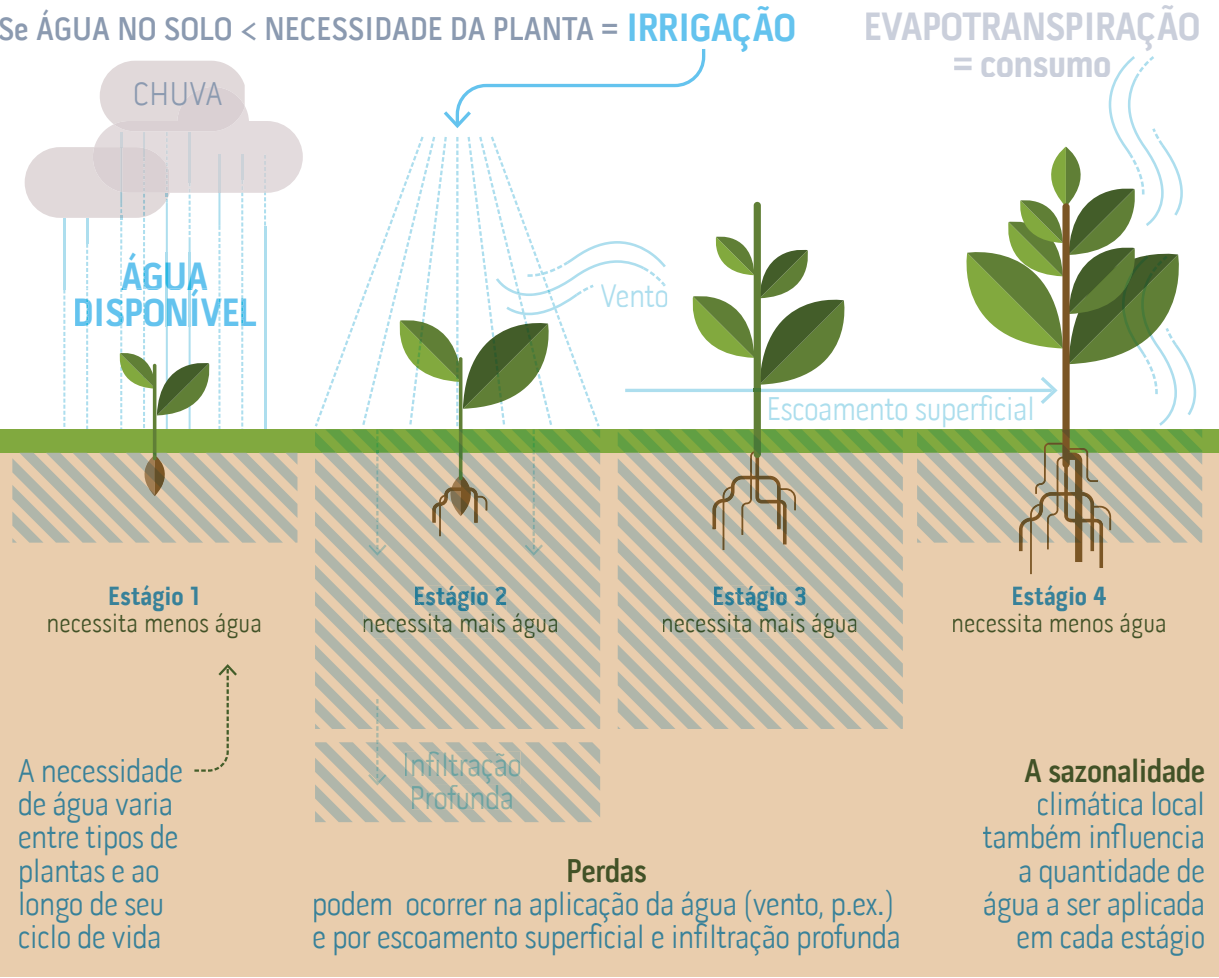 Se ÁGUA NO SOLO < NECESSIDADE DA PLANTA = IRRIGAÇÃO
EVAPOTRANSPIRAÇÃO
= consumo
CHUVA
ÁGUA
DISPONÍVEL
Vento
Escoamento superficial
Estágio 1
necessita menos água
Estágio 2
necessita mais água
Estágio 3
necessita mais água
Estágio 4
necessita menos água
A necessidade
de água varia
entre tipos de
plantas e ao
longo de seu
ciclo de vida
Infiltração
Profunda
Perdas
podem ocorrer na aplicação da água (vento, p.ex.)
e por escoamento superficial e infiltração profunda
A sazonalidade
climática local
também influencia
a quantidade de
água a ser aplicada
em cada estágio